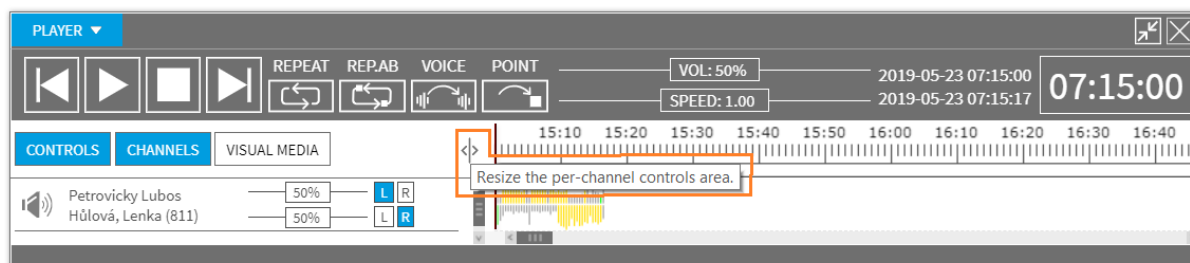 PLAYER
REPEAT REP.AB VOICE POINT
VOL: 50%
SPEED: 1.00
2019-05-23 07:15:00
2019-05-23 07:15:17
07:15:00
CONTROLS CHANNELS VISUAL MEDIA
15:10 15:20 15:30 15:40 15:50 16:00 16:10 16:20 16:30 16:40
Resize the per-channel controls area.
Petrovicky Lubos 50% L R
Hůlová, Lenka (811) 50% L R